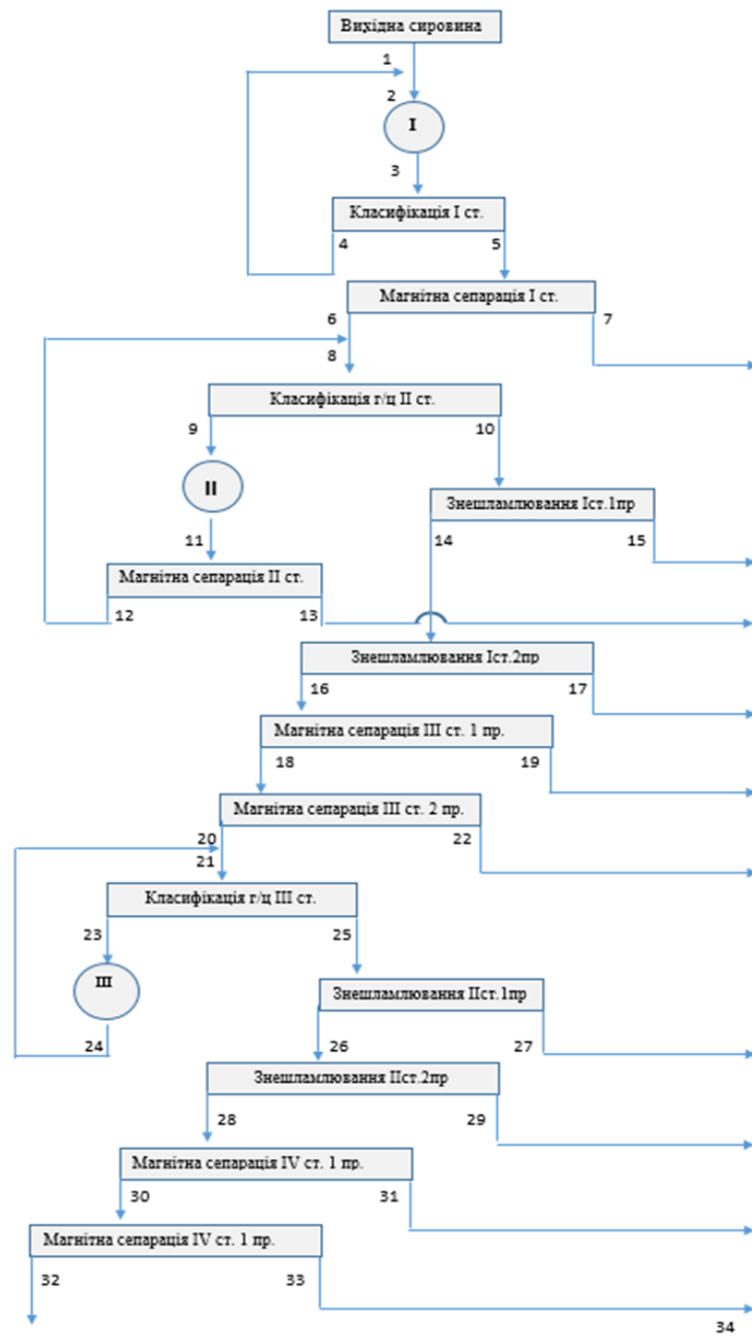 Вихідна сировина
1
2
I
3
Класифікація I ст.
4 5
Магнітна сепарація I ст.
6 7
8
Класифікація г/ц II ст.
9 10
II
Знешламлювання Iст.1пр
11 14 15
Магнітна сепарація II ст.
12 13
Знешламлювання Iст.2пр
16 17
Магнітна сепарація III ст. 1 пр.
18 19
Магнітна сепарація III ст. 2 пр.
20 22
21
Класифікація г/ц III ст.
23 25
III
Знешламлювання IIст.1пр
24 26 27
Знешламлювання IIст.2пр
28 29
Магнітна сепарація IV ст. 1 пр.
30 31
Магнітна сепарація IV ст. 1 пр.
32 33
34